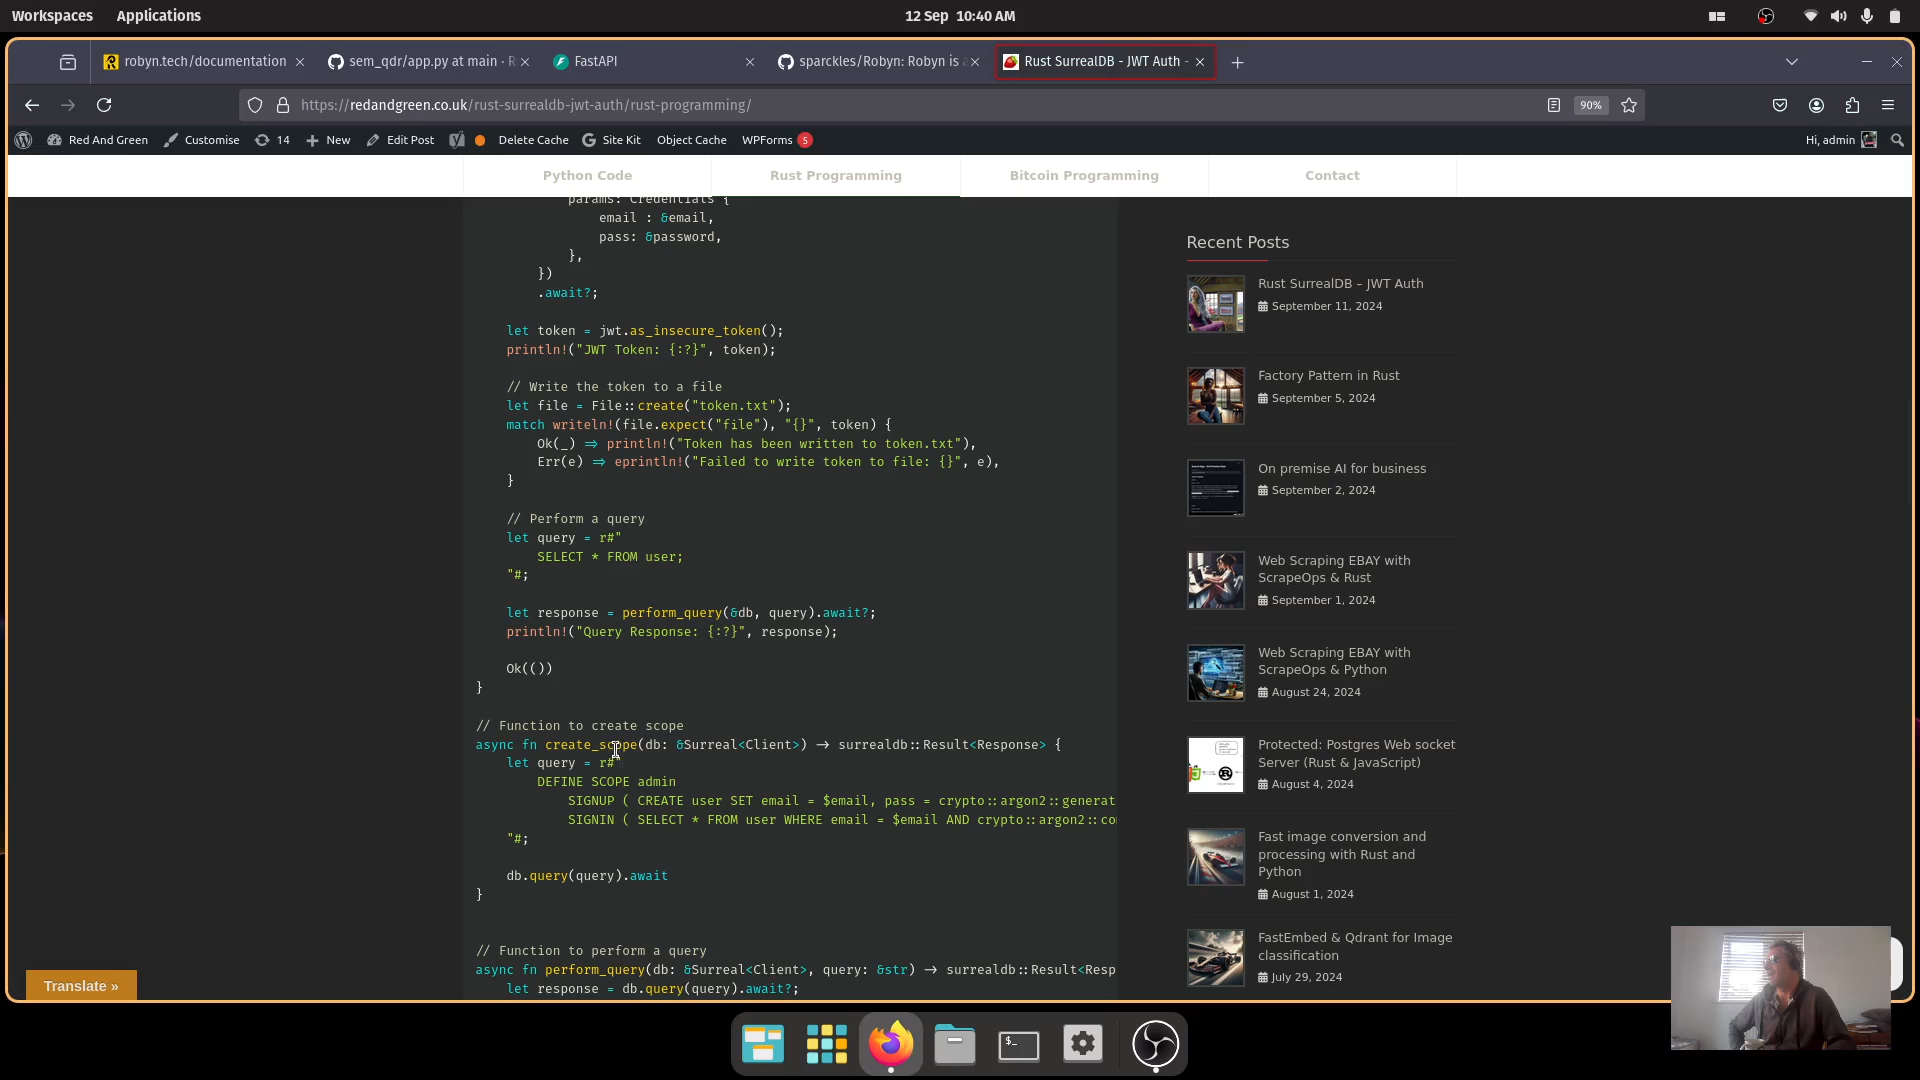 Workspaces Applications 12 Sep 10:40 AM
robyn.tech/documentation sem_qdr/app.py at main · R FastAPI sparckles/Robyn: Robyn is a Rust SurrealDB - JWT Auth -
https://redandgreen.co.uk/rust-surrealdb-jwt-auth/rust-programming/ 90%
Red And Green Customise 14 New Edit Post Delete Cache Site Kit Object Cache WPForms 5 Hi, admin
Python Code Rust Programming Bitcoin Programming Contact
params: Credentials {
email : &email,
pass: &password,
},
})
.await?;
let token = jwt.as_insecure_token();
println!("JWT Token: {:?}", token);
// Write the token to a file
let file = File::create("token.txt");
match writeln!(file.expect("file"), "{}", token) {
Ok(_) => println!("Token has been written to token.txt"),
Err(e) => eprintln!("Failed to write token to file: {}", e),
}
// Perform a query
let query = r#"
SELECT * FROM user;
"#;
let response = perform_query(&db, query).await?;
println!("Query Response: {:?}", response);
Ok(())
}
// Function to create scope
async fn create_scope(db: &Surreal<Client>) -> surrealdb::Result<Response> {
let query = r#"
DEFINE SCOPE admin
SIGNUP ( CREATE user SET email = $email, pass = crypto::argon2::generat
SIGNIN ( SELECT * FROM user WHERE email = $email AND crypto::argon2::co
"#;
db.query(query).await
}
// Function to perform a query
async fn perform_query(db: &Surreal<Client>, query: &str) -> surrealdb::Result<Resp
let response = db.query(query).await?;
Recent Posts
Rust SurrealDB – JWT Auth
September 11, 2024
Factory Pattern in Rust
September 5, 2024
On premise AI for business
September 2, 2024
Web Scraping EBAY with
ScrapeOps & Rust
September 1, 2024
Web Scraping EBAY with
ScrapeOps & Python
August 24, 2024
Protected: Postgres Web socket
Server (Rust & JavaScript)
August 4, 2024
Fast image conversion and
processing with Rust and
Python
August 1, 2024
FastEmbed & Qdrant for Image
classification
July 29, 2024
Translate »